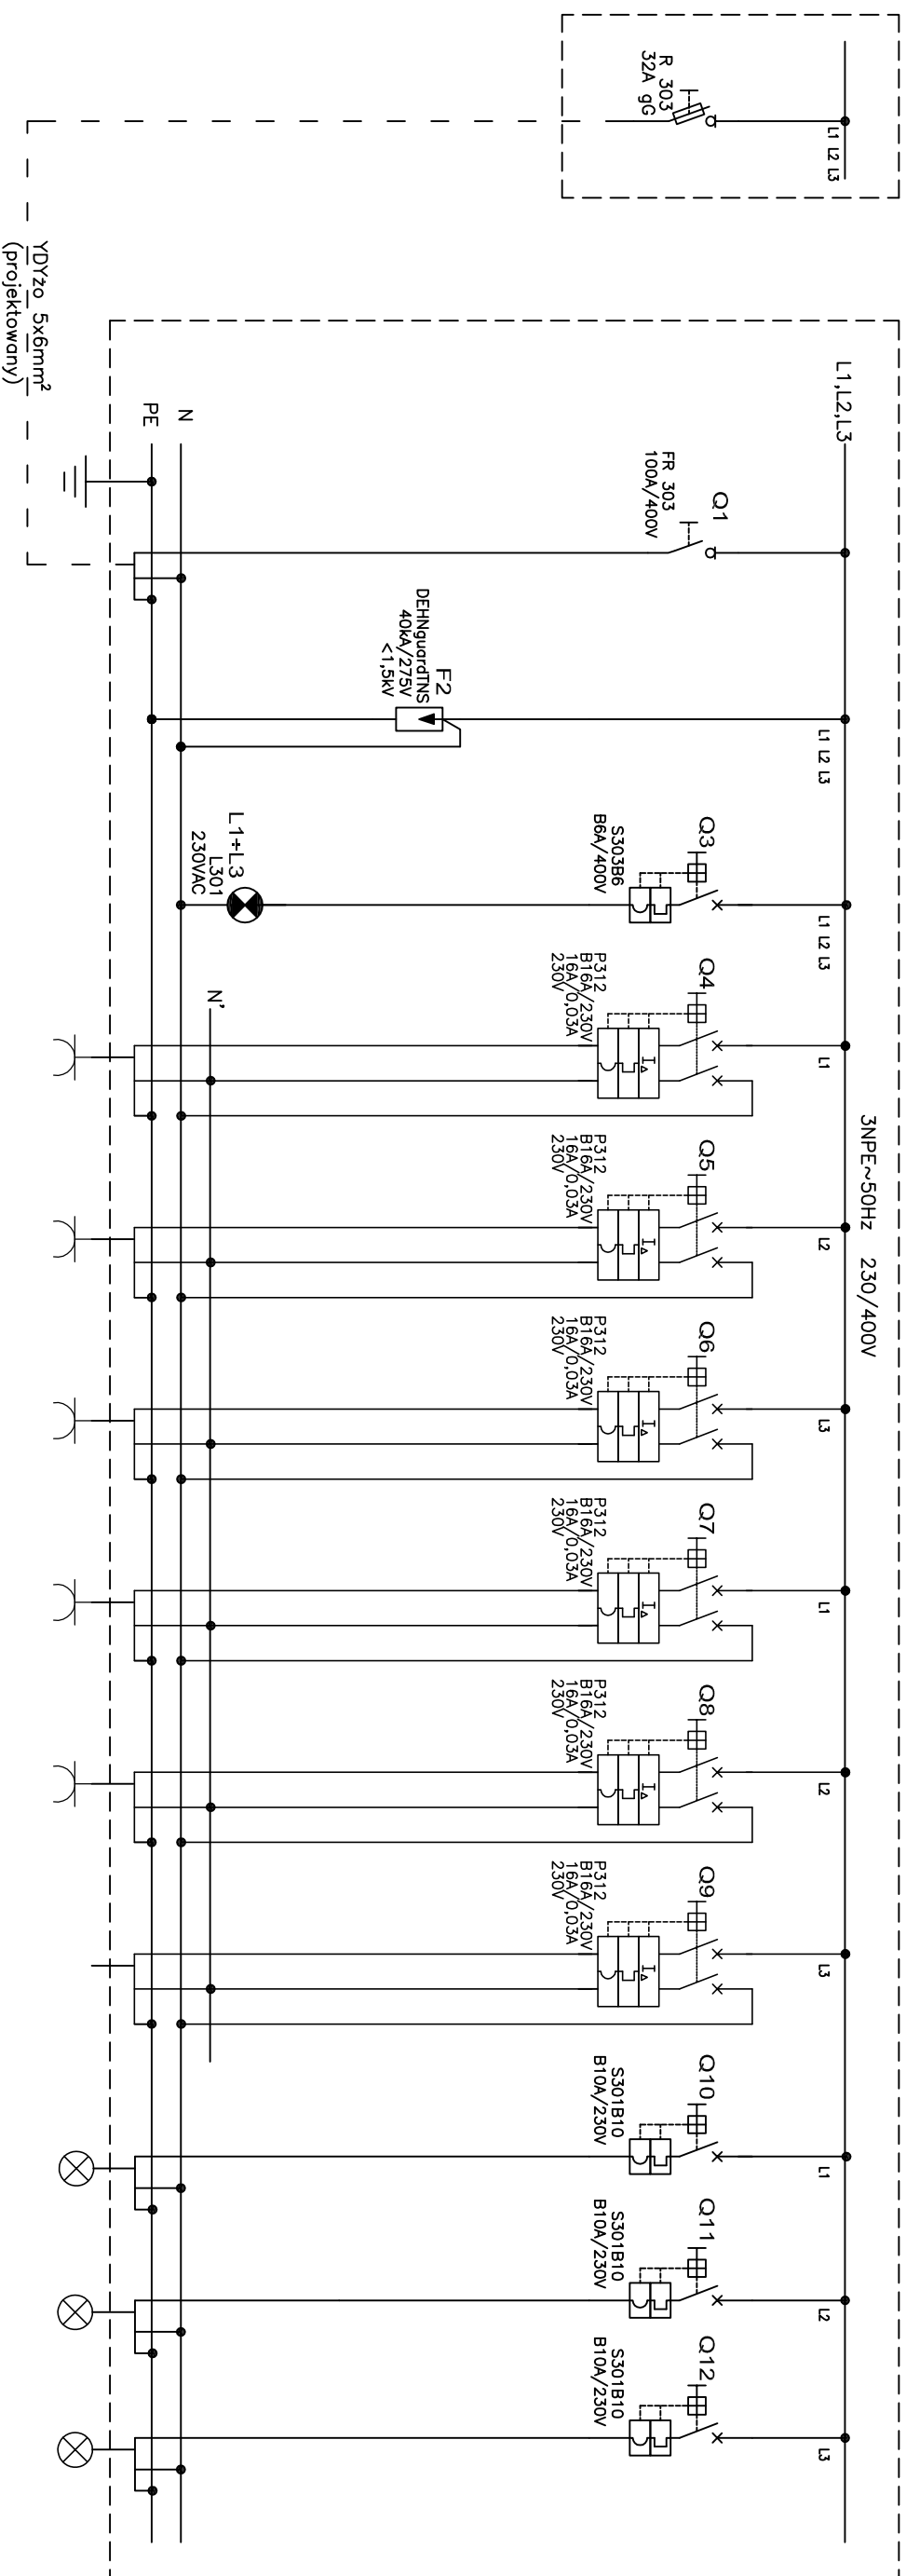 R 303
32A gG
L1 L2 L3
YDYżo 5x6mm²
(projektowany)
L1,L2,L3
N
PE
3NPE~50Hz 230/400V
Q1
FR 303
100A/400V
F2
DEHNguardTNS
40kA/275V
<1,5kV
L1 L2 L3
Q3
S303B6
B6A/400V
L1 L2 L3
L1÷L3
L301
230VAC
N'
Q4
P312
B16A/230V
16A/0,03A
230V
L1
Q5
P312
B16A/230V
16A/0,03A
230V
L2
Q6
P312
B16A/230V
16A/0,03A
230V
L3
Q7
P312
B16A/230V
16A/0,03A
230V
L1
Q8
P312
B16A/230V
16A/0,03A
230V
L2
Q9
P312
B16A/230V
16A/0,03A
230V
L3
Q10
S301B10
B10A/230V
L1
Q11
S301B10
B10A/230V
L2
Q12
S301B10
B10A/230V
L3